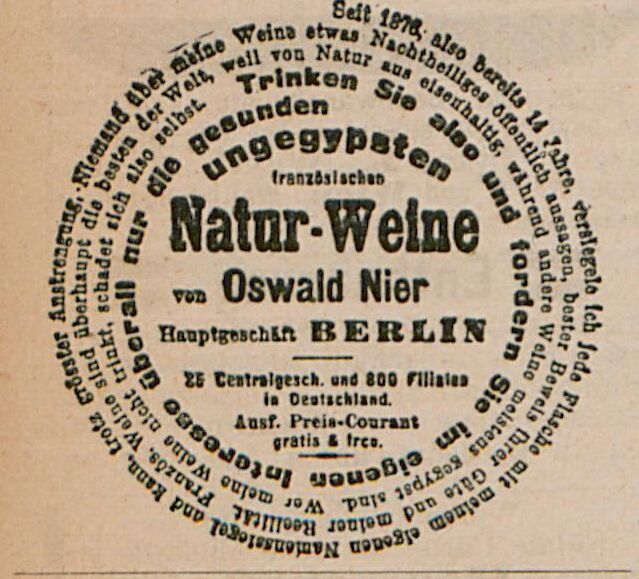 Seit 1876, also bereits 14 Jahre, versiegele ich jede Flasche mit meinem eigenen Namenssiegel und kann, trotz grösster Anstrengung, Niemand über meine Weine etwas Nachtheiliges öffentlich aussagen, bester Beweis Ihrer Güte und meiner Reellität. Französ. Weine sind überhaupt die besten der Welt, weil von Natur aus eisenhaltig, während andere Weine meistens gegypst sind. Wer meine Weine nicht trinkt, schadet sich also selbst.
Trinken Sie also und fordern Sie im eigenen Interesse überall nur die gesunden
ungegypsten
französischen
Natur-Weine
von Oswald Nier
Hauptgeschäft BERLIN
25 Centralgesch. und 800 Filialen
in Deutschland.
Ausf. Preis-Courant
gratis & frco.